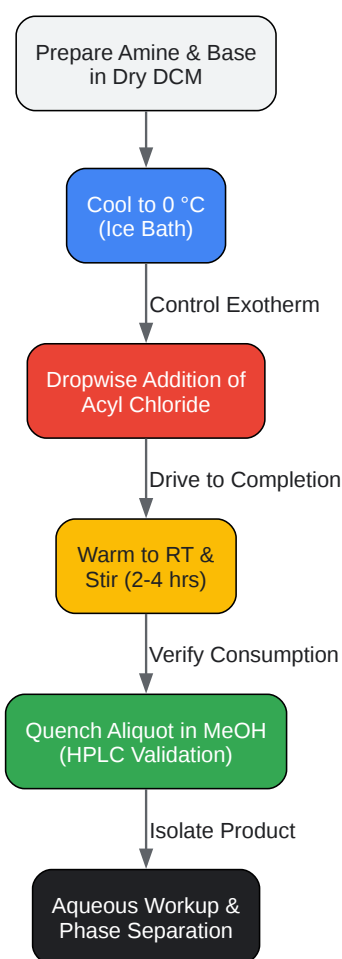 Prepare Amine & Base
in Dry DCM
Cool to 0 °C
(Ice Bath)
Control Exotherm
Dropwise Addition of
Acyl Chloride
Drive to Completion
Warm to RT &
Stir (2-4 hrs)
Verify Consumption
Quench Aliquot in MeOH
(HPLC Validation)
Isolate Product
Aqueous Workup &
Phase Separation